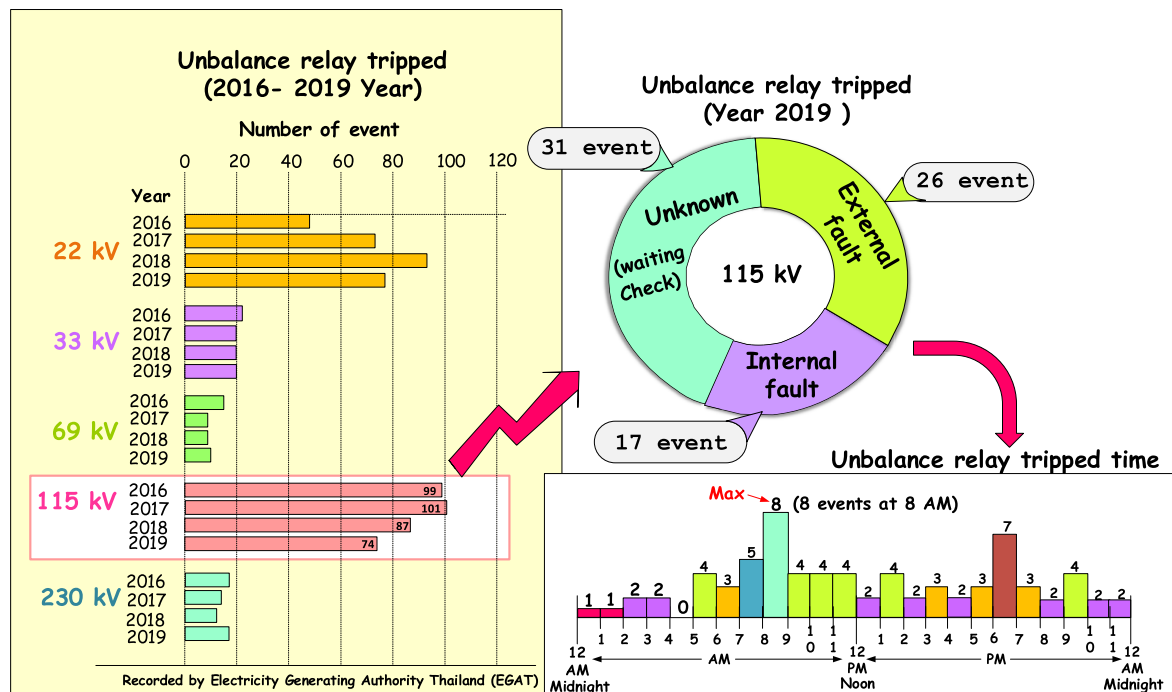 Unbalance relay tripped
(2016- 2019 Year)
Number of event
0 20 40 60 80 100 120
Year
22 kV
2016
2017
2018
2019
33 kV
2016
2017
2018
2019
69 kV
2016
2017
2018
2019
115 kV
2016 99
2017 101
2018 87
2019 74
230 kV
2016
2017
2018
2019
Recorded by Electricity Generating Authority Thailand (EGAT)
Unbalance relay tripped
(Year 2019 )
31 event
26 event
17 event
Unknown
(waiting
Check)
External
fault
Internal
fault
115 kV
Unbalance relay tripped time
Max
8 (8 events at 8 AM)
1 1 2 2 0 4 3 5 4 4 4 2 4 2 3 2 3 7 3 2 4 2 2
12 1 2 3 4 5 6 7 8 9 10 11 12 1 2 3 4 5 6 7 8 9 10 11 12
AM
Midnight
AM
PM
Noon
PM
AM
Midnight